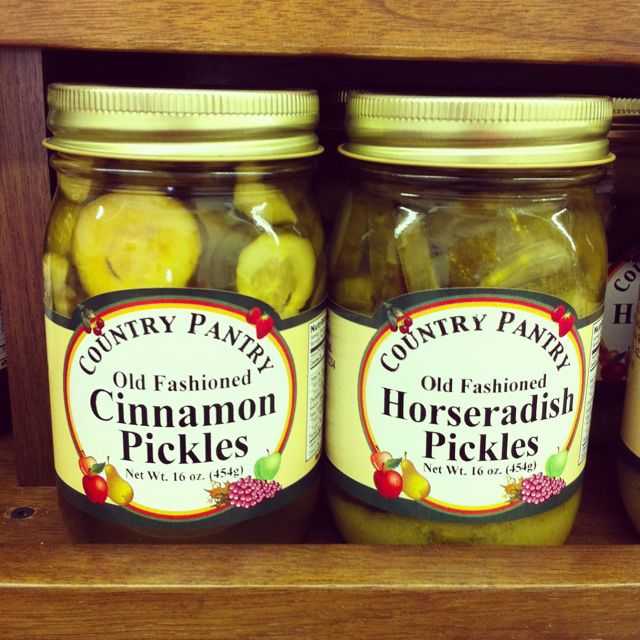 COUNTRY PANTRY
Old Fashioned
Cinnamon
Pickles
Net Wt. 16 oz. (454g)
COUNTRY PANTRY
Old Fashioned
Horseradish
Pickles
Net Wt. 16 oz. (454g)